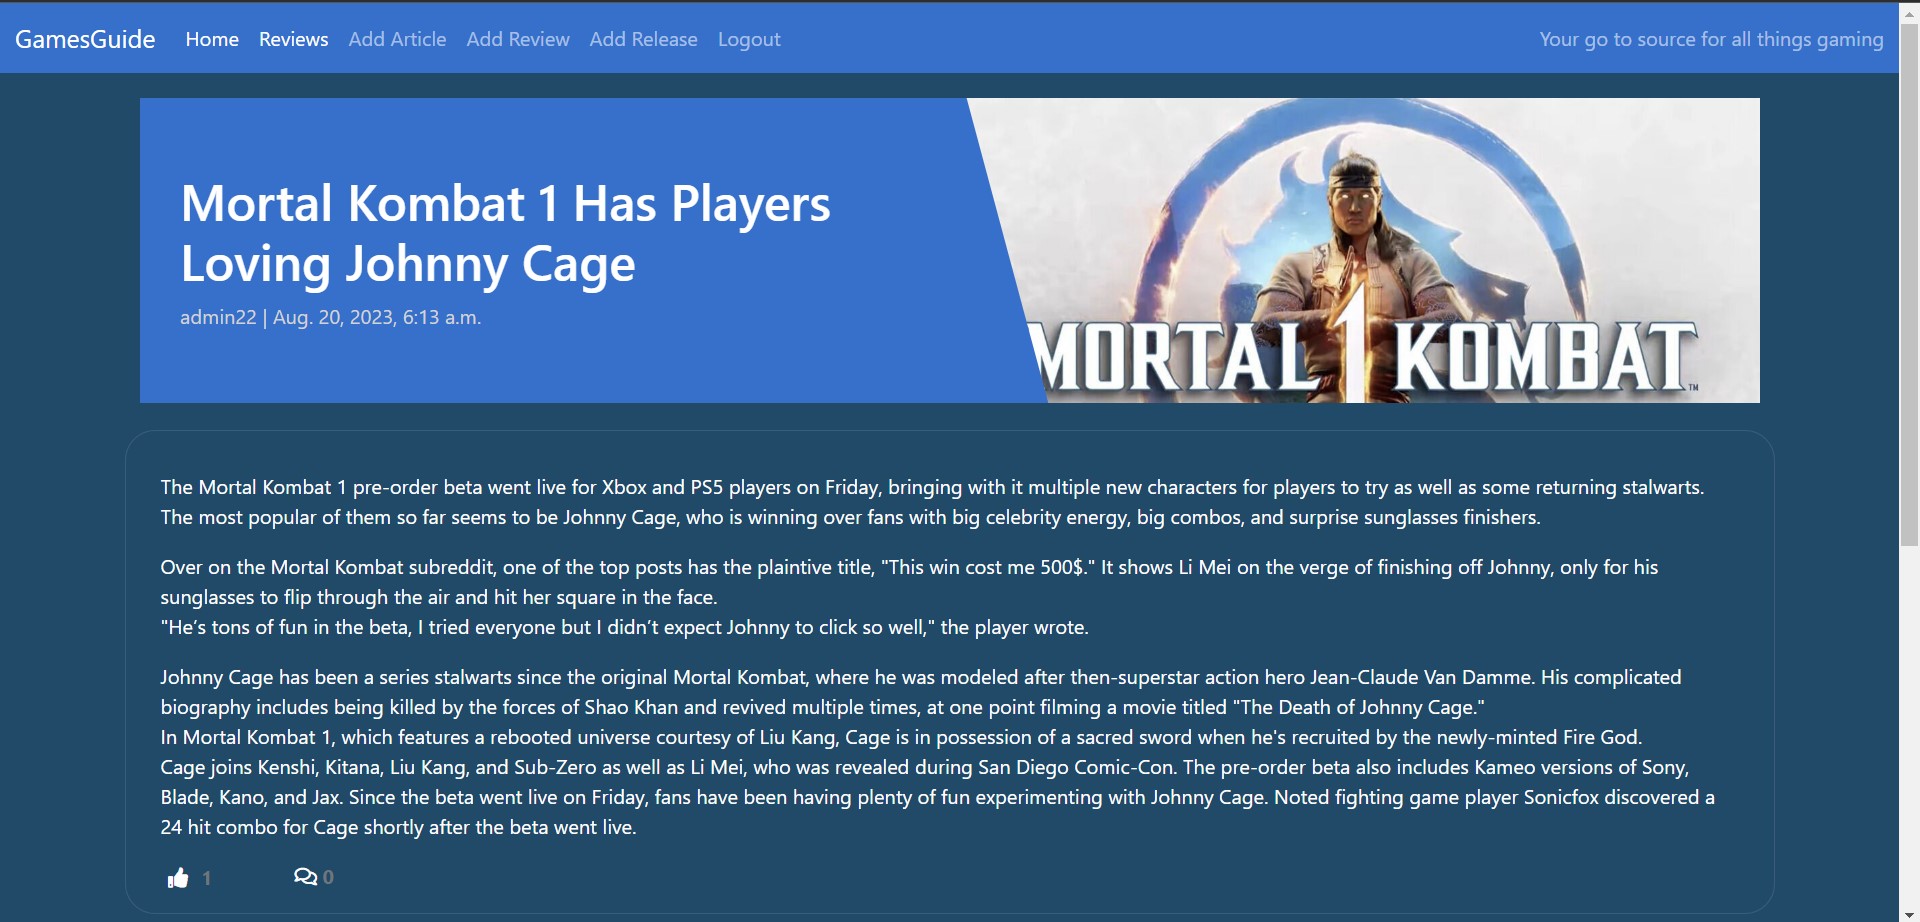 GamesGuide Home Reviews Add Article Add Review Add Release Logout Your go to source for all things gaming
Mortal Kombat 1 Has Players
Loving Johnny Cage
admin22 | Aug. 20, 2023, 6:13 a.m.
MORTAL 1 KOMBAT™
The Mortal Kombat 1 pre-order beta went live for Xbox and PS5 players on Friday, bringing with it multiple new characters for players to try as well as some returning stalwarts.
The most popular of them so far seems to be Johnny Cage, who is winning over fans with big celebrity energy, big combos, and surprise sunglasses finishers.
Over on the Mortal Kombat subreddit, one of the top posts has the plaintive title, "This win cost me 500$." It shows Li Mei on the verge of finishing off Johnny, only for his
sunglasses to flip through the air and hit her square in the face.
"He’s tons of fun in the beta, I tried everyone but I didn’t expect Johnny to click so well," the player wrote.
Johnny Cage has been a series stalwarts since the original Mortal Kombat, where he was modeled after then-superstar action hero Jean-Claude Van Damme. His complicated
biography includes being killed by the forces of Shao Khan and revived multiple times, at one point filming a movie titled "The Death of Johnny Cage."
In Mortal Kombat 1, which features a rebooted universe courtesy of Liu Kang, Cage is in possession of a sacred sword when he's recruited by the newly-minted Fire God.
Cage joins Kenshi, Kitana, Liu Kang, and Sub-Zero as well as Li Mei, who was revealed during San Diego Comic-Con. The pre-order beta also includes Kameo versions of Sony,
Blade, Kano, and Jax. Since the beta went live on Friday, fans have been having plenty of fun experimenting with Johnny Cage. Noted fighting game player Sonicfox discovered a
24 hit combo for Cage shortly after the beta went live.
1 0